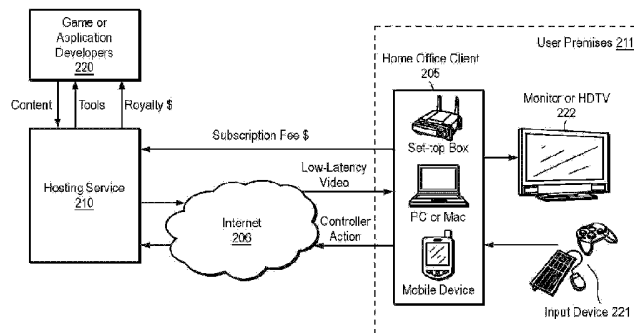 Game or
Application
Developers
220
Content
Tools
Royalty $
Hosting Service
210
Subscription Fee $
Low-Latency
Video
Internet
206
Controller
Action
User Premises 211
Home Office Client
205
Set-top Box
PC or Mac
Mobile Device
Monitor or HDTV
222
Input Device 221